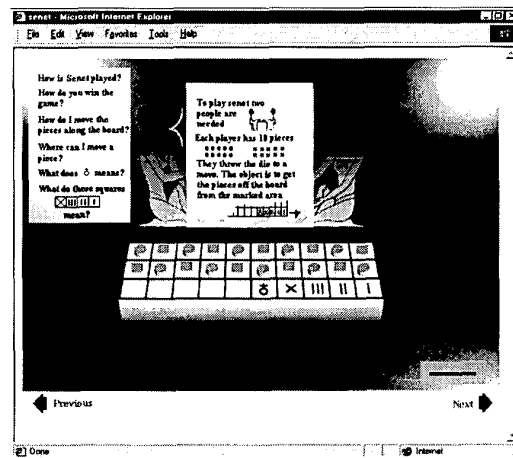 senet - Microsoft Internet Explorer
File Edit View Favorites Tools Help
How is Senet played?
How do you win the
game?
How do I move the
pieces along the board?
Where can I move a
piece?
What does means?
What do these squares
mean?
To play senet two
people are
needed
Each player has 10 pieces
They throw the die to a
move. The object is to get
the pieces off the board
from the marked area
X III II I
Previous
Next
Done
Internet